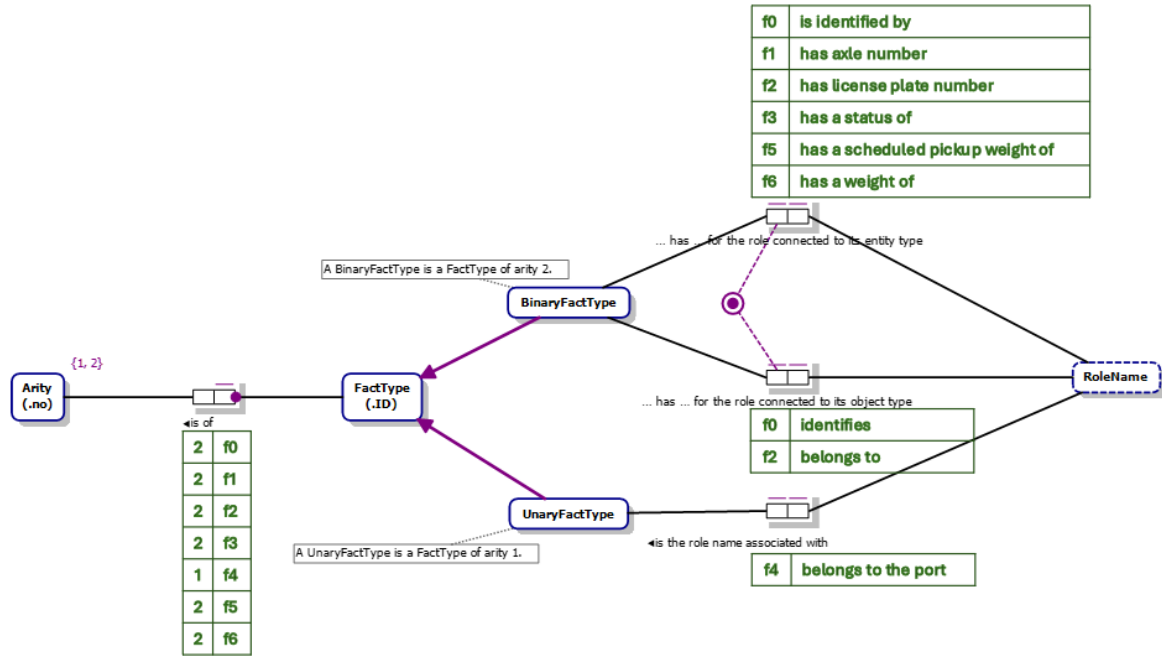 f0 is identified by
f1 has axle number
f2 has license plate number
f3 has a status of
f5 has a scheduled pickup weight of
f6 has a weight of
... has ... for the role connected to its entity type
A BinaryFactType is a FactType of arity 2.
BinaryFactType
{1, 2}
Arity
(.no)
FactType
(.ID)
RoleName
◄is of
2 f0
2 f1
2 f2
2 f3
1 f4
2 f5
2 f6
... has ... for the role connected to its object type
f0 identifies
f2 belongs to
UnaryFactType
A UnaryFactType is a FactType of arity 1.
◄is the role name associated with
f4 belongs to the port